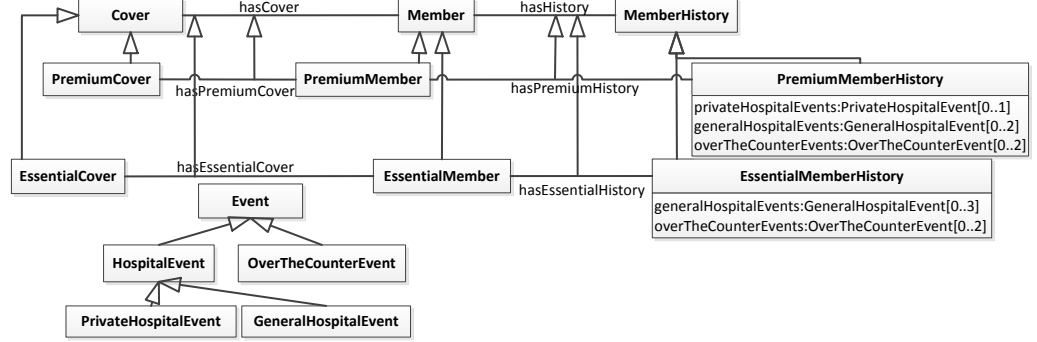 hasCover
hasHistory
Cover
Member
MemberHistory
PremiumCover
PremiumMember
PremiumMemberHistory
hasPremiumCover
hasPremiumHistory
privateHospitalEvents:PrivateHospitalEvent[0..1]
generalHospitalEvents:GeneralHospitalEvent[0..2]
overTheCounterEvents:OverTheCounterEvent[0..2]
hasEssentialCover
EssentialCover
EssentialMember
EssentialMemberHistory
hasEssentialHistory
generalHospitalEvents:GeneralHospitalEvent[0..3]
overTheCounterEvents:OverTheCounterEvent[0..2]
Event
HospitalEvent
OverTheCounterEvent
PrivateHospitalEvent
GeneralHospitalEvent